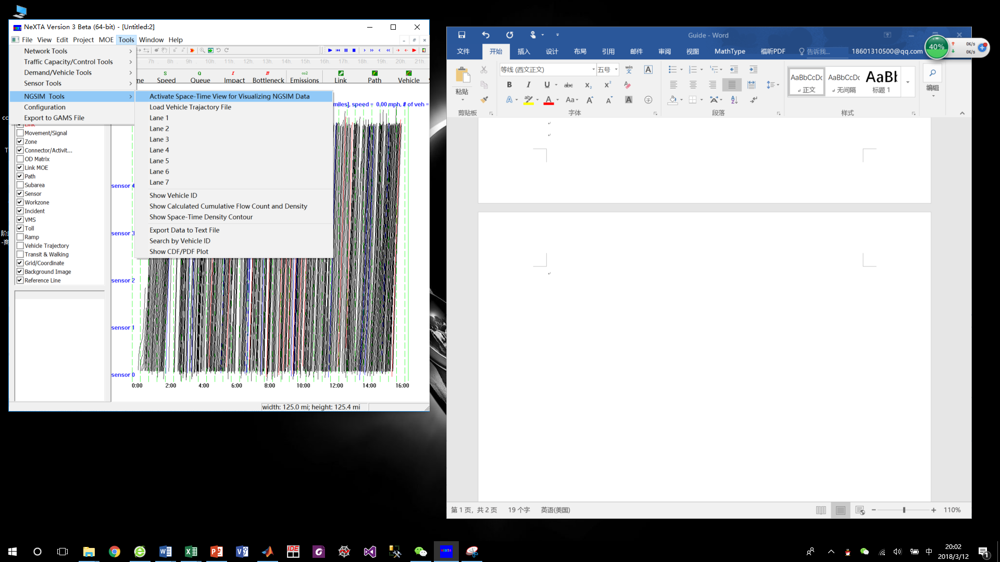 NeXTA Version 3 Beta (64-bit) - [Untitled:2]
File View Edit Project MOE Tools Window Help
Network Tools
Traffic Capacity/Control Tools
Demand/Vehicle Tools
Sensor Tools
NGSIM Tools
Configuration
Export to GAMS File
7h 8h 9h 10h 11h 12h 13h 14h 15h 16h 17h 18h 19h 20h 21h
Speed Queue Impact Bottleneck Emissions Link Path Vehicle
Activate Space-Time View for Visualizing NGSIM Data
Load Vehicle Trajactory File
Lane 1
Lane 2
Lane 3
Lane 4
Lane 5
Lane 6
Lane 7
Show Vehicle ID
Show Calculated Cumulative Flow Count and Density
Show Space-Time Density Contour
Export Data to Text File
Search by Vehicle ID
Show CDF/PDF Plot
miles], speed = 0.00 mph, # of veh =
Link
Movement/Signal
Zone
Connector/Activit...
OD Matrix
Link MOE
Path
Subarea
Sensor
Workzone
Incident
VMS
Toll
Ramp
Vehicle Trajectory
Transit & Walking
Grid/Coordinate
Background Image
Reference Line
sensor 4
sensor 3
sensor 2
sensor 1
sensor 0
0:00 2:00 4:00 6:00 8:00 10:00 12:00 14:00 16:00
width: 125.0 mi; height: 125.4 mi
Guide - Word
文件 开始 插入 设计 布局 引用 邮件 审阅 视图 MathType 福昕PDF 告诉我... 18601310500@qq.com
40%
0K/s
0K/s
粘贴
等线 (西文正文) 五号
AaBbCcDc AaBbCcDc AaBb
正文 无间隔 标题 1
编辑
剪贴板 字体 段落 样式
第 1 页，共 2 页 19 个字 英语(美国)
110%
中
20:02
2018/3/12